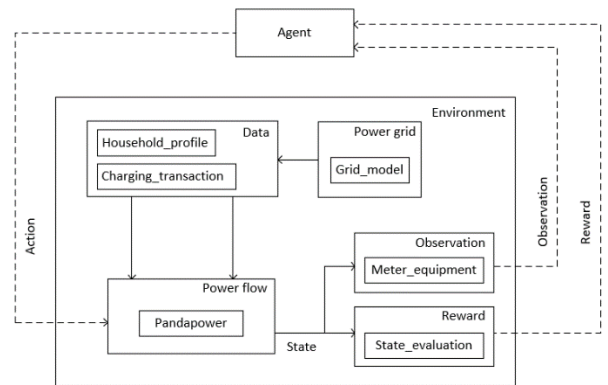 Agent
Environment
Data
Power grid
Household_profile
Charging_transaction
Grid_model
Action
Observation
Reward
Observation
Meter_equipment
Power flow
Pandapower
State
Reward
State_evaluation